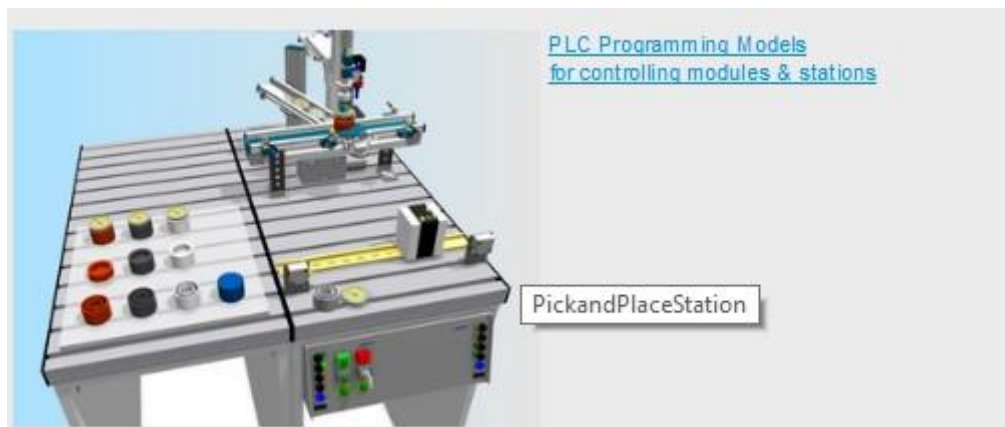 PLC Programming Models
for controlling modules & stations
PickandPlaceStation